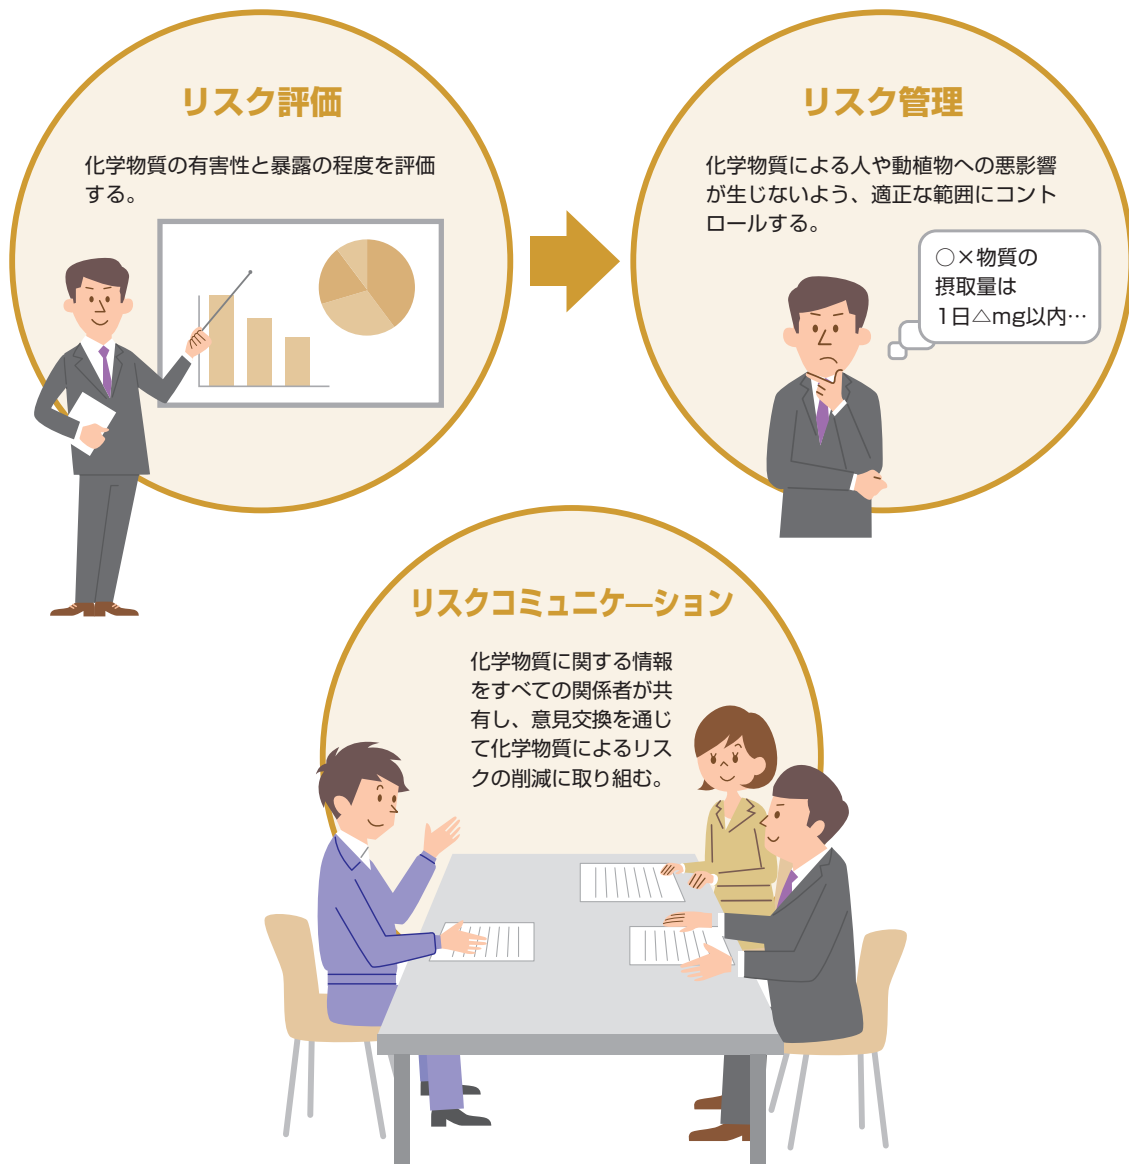 リスク評価
化学物質の有害性と暴露の程度を評価
する。
リスク管理
化学物質による人や動植物への悪影響
が生じないよう、適正な範囲にコント
ロールする。
○×物質の
摂取量は
1日△mg以内…
リスクコミュニケーション
化学物質に関する情報
をすべての関係者が共
有し、意見交換を通じ
て化学物質によるリス
クの削減に取り組む。